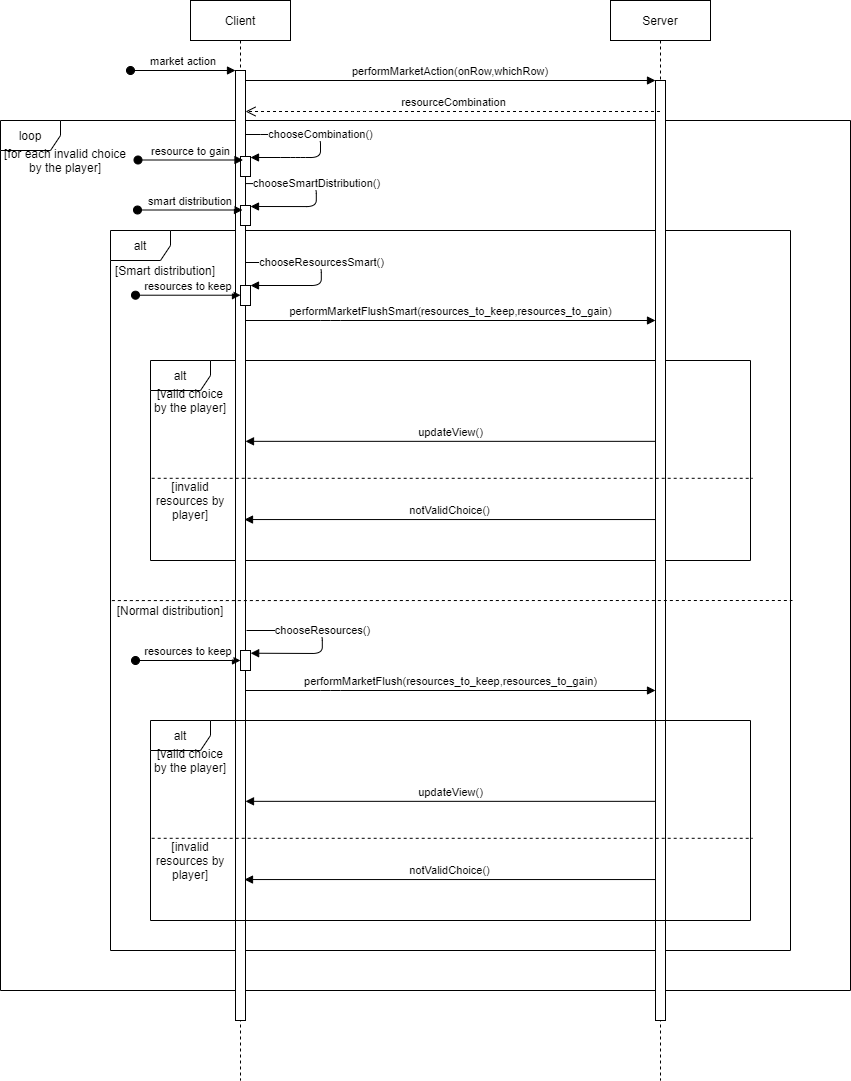 Client
Server
market action
performMarketAction(onRow,whichRow)
resourceCombination
loop
chooseCombination()
[for each invalid choice
by the player]
resource to gain
chooseSmartDistribution()
smart distribution
alt
chooseResourcesSmart()
[Smart distribution]
resources to keep
performMarketFlushSmart(resources_to_keep,resources_to_gain)
alt
[valid choice
by the player]
updateView()
[invalid
resources by
player]
notValidChoice()
[Normal distribution]
chooseResources()
resources to keep
performMarketFlush(resources_to_keep,resources_to_gain)
alt
[valid choice
by the player]
updateView()
[invalid
resources by
player]
notValidChoice()